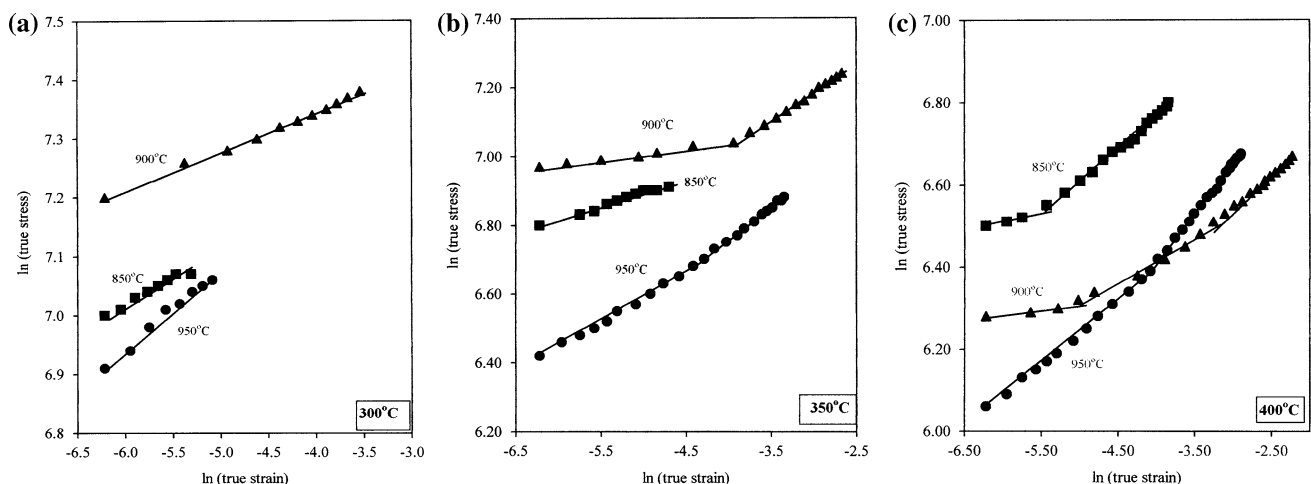 (a)
7.5
7.4
7.3
7.2
7.1
7.0
6.9
6.8
ln (true stress)
900°C
850°C
950°C
300°C
-6.5 -6.0 -5.5 -5.0 -4.5 -4.0 -3.5 -3.0
ln (true strain)
(b)
7.40
7.20
7.00
6.80
6.60
6.40
6.20
ln (true stress)
900°C
850°C
950°C
350°C
-6.5 -5.5 -4.5 -3.5 -2.5
ln (true strain)
(c)
7.00
6.80
6.60
6.40
6.20
6.00
ln (true stress)
850°C
900°C
950°C
400°C
-6.50 -5.50 -4.50 -3.50 -2.50
ln (true strain)